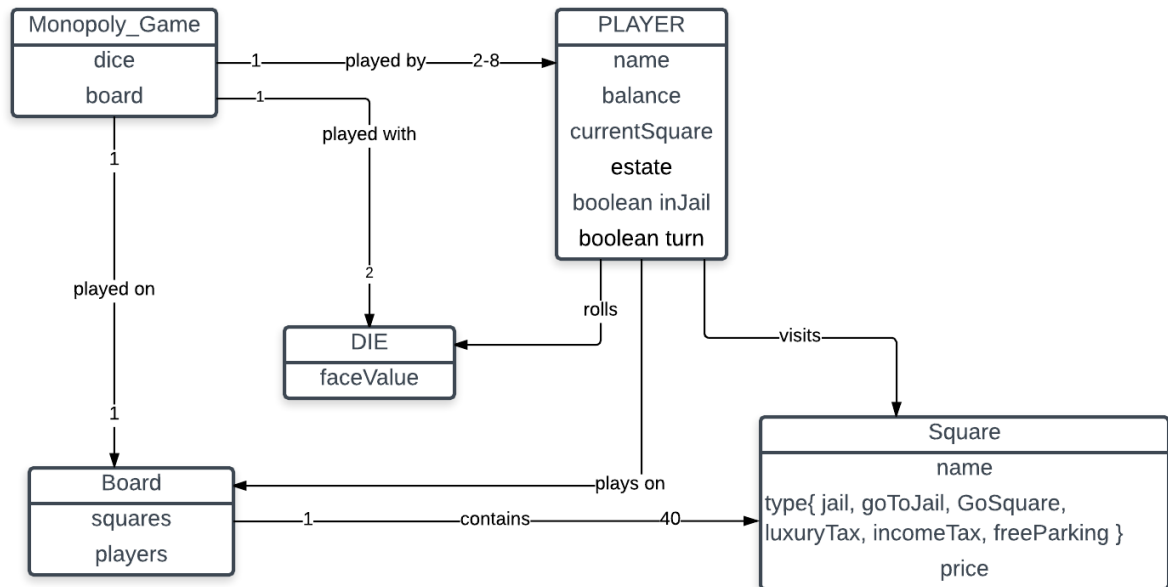 Monopoly_Game
dice
board
1
played by
2-8
PLAYER
name
balance
currentSquare
estate
boolean inJail
boolean turn
1
played with
2
1
played on
1
DIE
faceValue
rolls
visits
plays on
Board
squares
players
1
contains
40
Square
name
type{ jail, goToJail, GoSquare,
luxuryTax, incomeTax, freeParking }
price